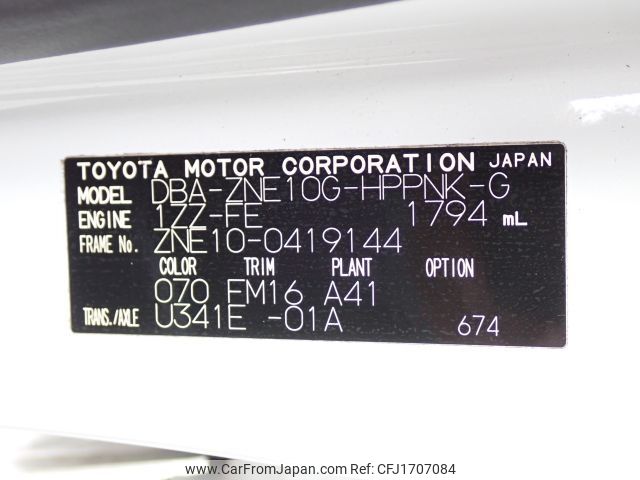 TOYOTA MOTOR CORPORATION JAPAN
MODEL DBA-ZNE10G-HPPNK-G
ENGINE 1ZZ-FE 1794 mL
FRAME No. ZNE10-0419144
COLOR TRIM PLANT OPTION
070 FM16 A41
TRANS./AXLE U341E -01A 674
www.CarFromJapan.com | CFJ1707084